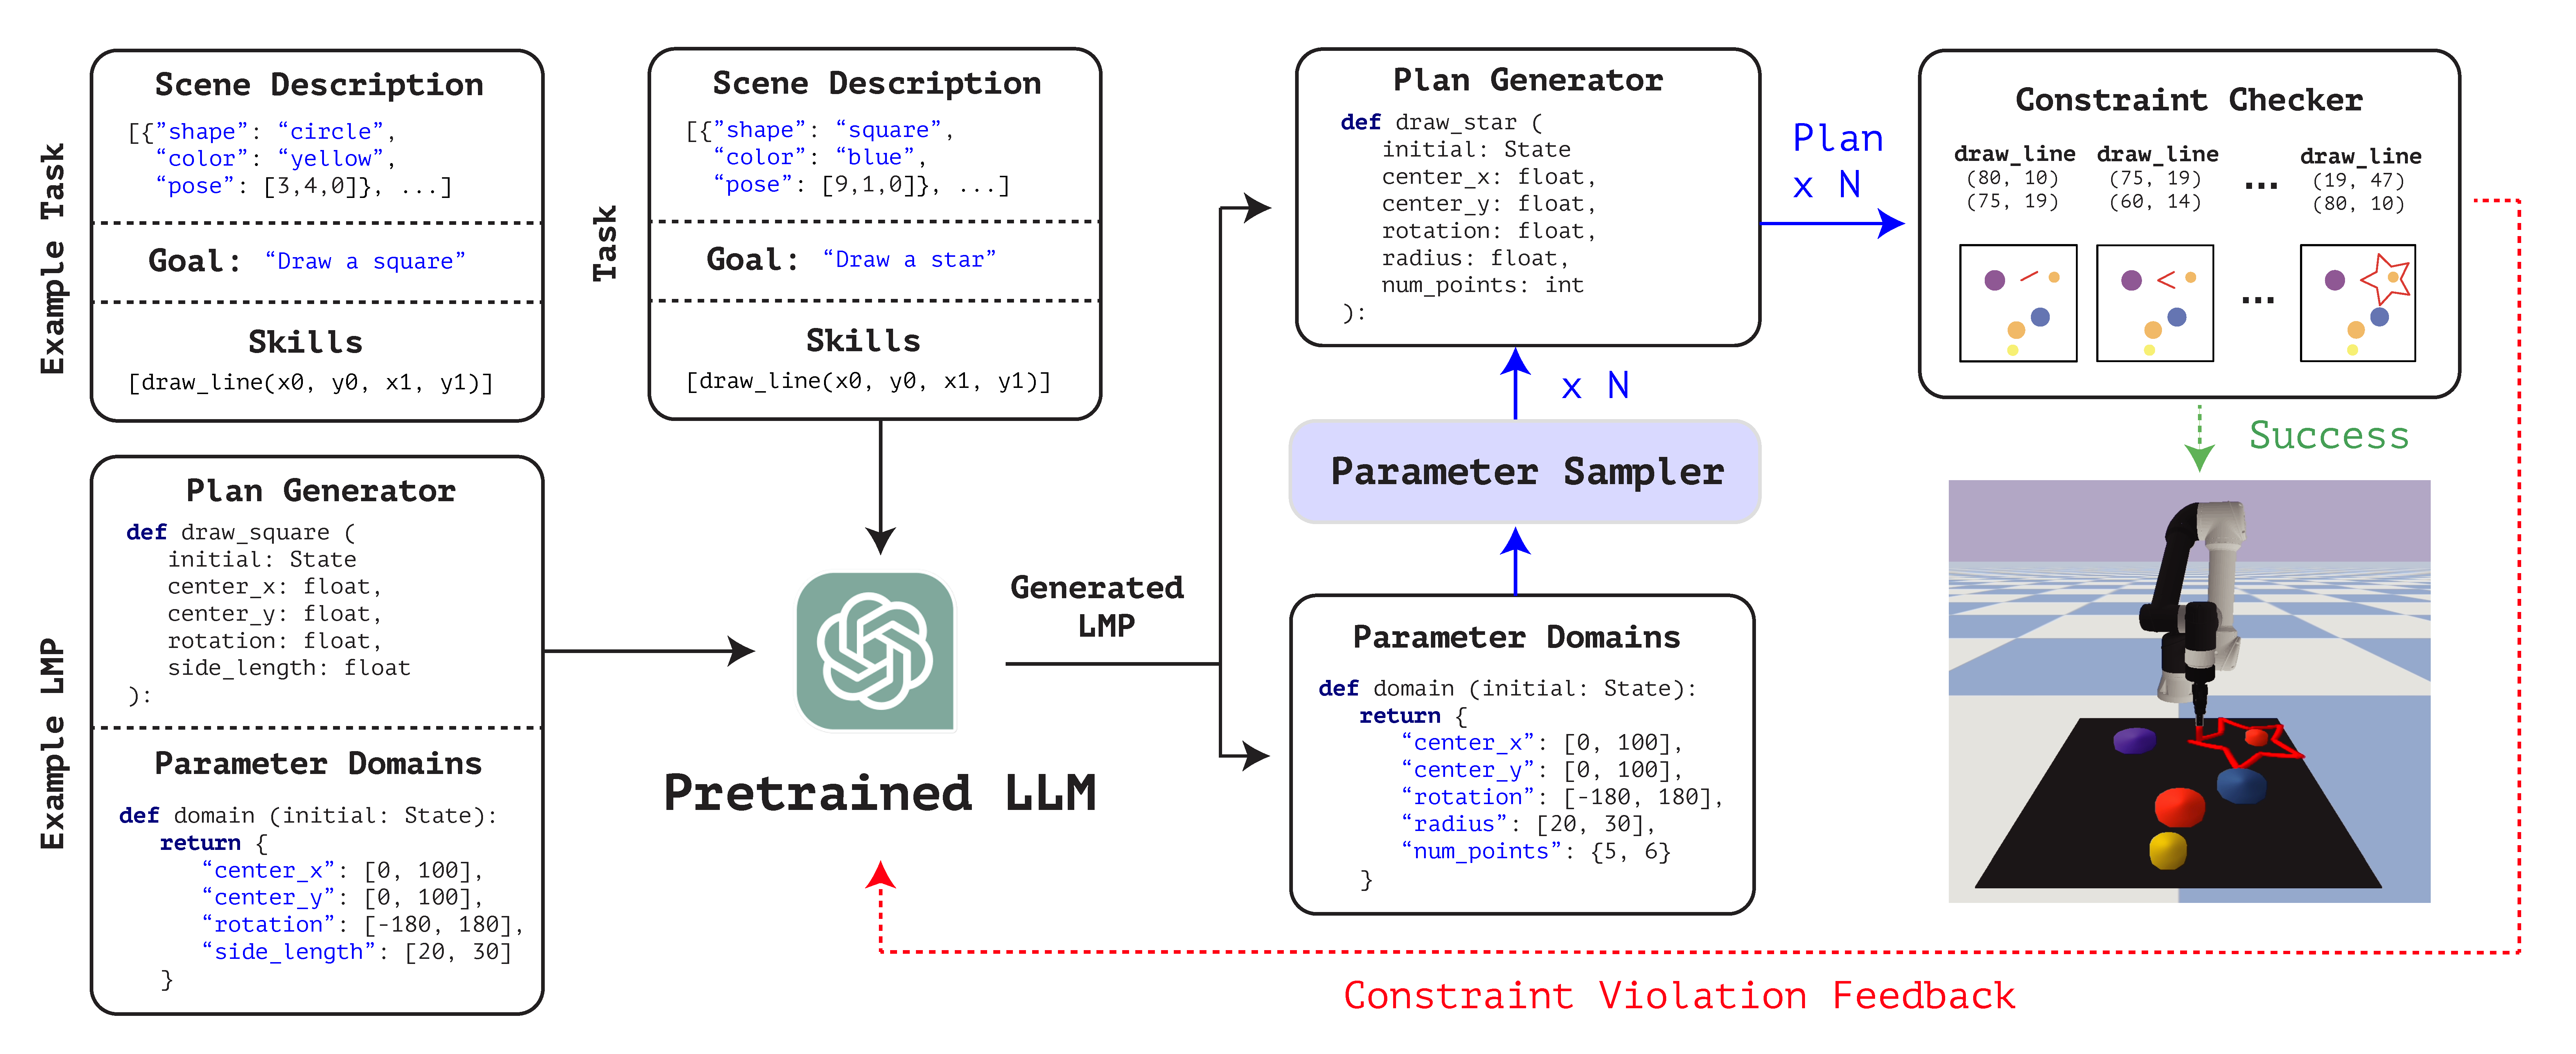 Example Task
Scene Description
[{”shape”: “circle”,
“color”: “yellow”,
“pose”: [3,4,0]}, ...]
Goal: “Draw a square”
Skills
[draw_line(x0, y0, x1, y1)]
Example LMP
Plan Generator
def draw_square (
initial: State
center_x: float,
center_y: float,
rotation: float,
side_length: float
):
Parameter Domains
def domain (initial: State):
return {
“center_x”: [0, 100],
“center_y”: [0, 100],
“rotation”: [-180, 180],
“side_length”: [20, 30]
}
Task
Scene Description
[{”shape”: “square”,
“color”: “blue”,
“pose”: [9,1,0]}, ...]
Goal: “Draw a star”
Skills
[draw_line(x0, y0, x1, y1)]
Pretrained LLM
Generated
LMP
Plan Generator
def draw_star (
initial: State
center_x: float,
center_y: float,
rotation: float,
radius: float,
num_points: int
):
x N
Parameter Sampler
Parameter Domains
def domain (initial: State):
return {
“center_x”: [0, 100],
“center_y”: [0, 100],
“rotation”: [-180, 180],
“radius”: [20, 30],
“num_points”: {5, 6}
}
Plan
x N
Constraint Checker
draw_line draw_line draw_line
(80, 10) (75, 19) ... (19, 47)
(75, 19) (60, 14) (80, 10)
...
Success
Constraint Violation Feedback